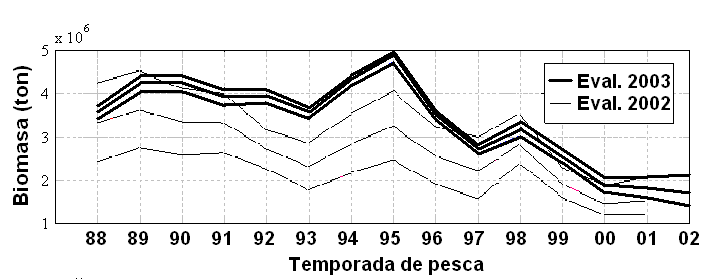 x 10⁶
5
4
3
2
1
Biomasa (ton)
Eval. 2003
Eval. 2002
88 89 90 91 92 93 94 95 96 97 98 99 00 01 02
Temporada de pesca